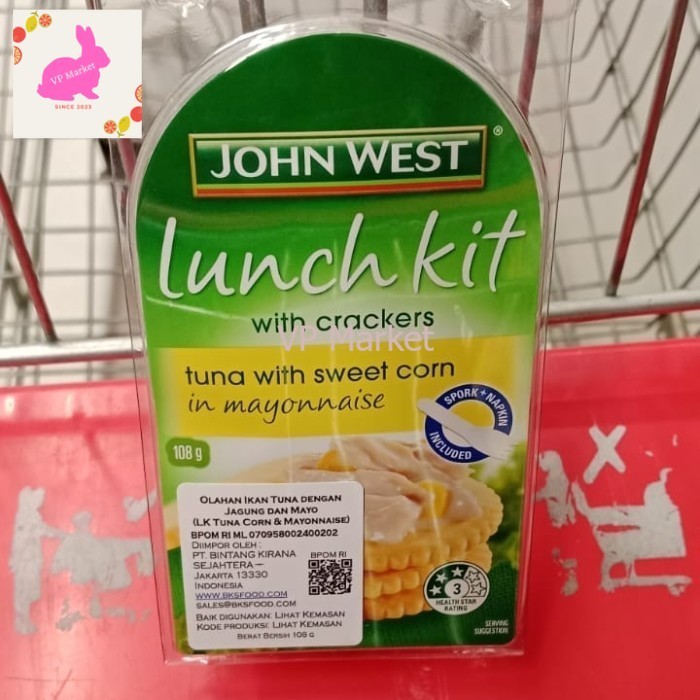 VP Market
SINCE 2023
JOHN WEST
®
lunch kit
with crackers
VP Market
tuna with sweet corn
in mayonnaise
SPORK + NAPKIN
INCLUDED
108 g
OLAHAN IKAN TUNA DENGAN
JAGUNG DAN MAYO
(LK TUNA CORN & MAYONNAISE)
BPOM RI ML 070958002400202
DIIMPOR OLEH :
PT. BINTANG KIRANA
SEJAHTERA–
JAKARTA 13330
INDONESIA
WWW.BKSFOOD.COM
SALES@BKSFOOD.COM
BPOM RI
BAIK DIGUNAKAN: LIHAT KEMASAN
KODE PRODUKSI: LIHAT KEMASAN
BERAT BERSIH 108 G
3
HEALTH STAR
RATING
SERVING
SUGGESTION